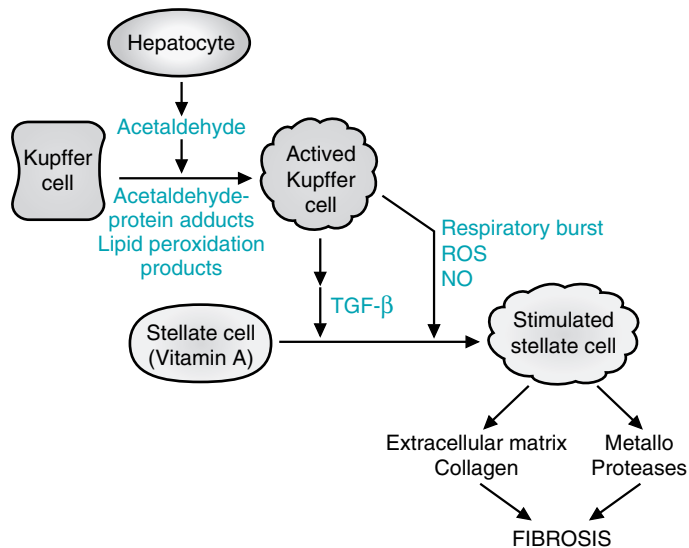 Hepatocyte
Acetaldehyde
Kupffer
cell
Actived
Kupffer
cell
Acetaldehyde-
protein adducts
Lipid peroxidation
products
Respiratory burst
ROS
NO
TGF-β
Stellate cell
(Vitamin A)
Stimulated
stellate cell
Extracellular matrix
Collagen
Metallo
Proteases
FIBROSIS